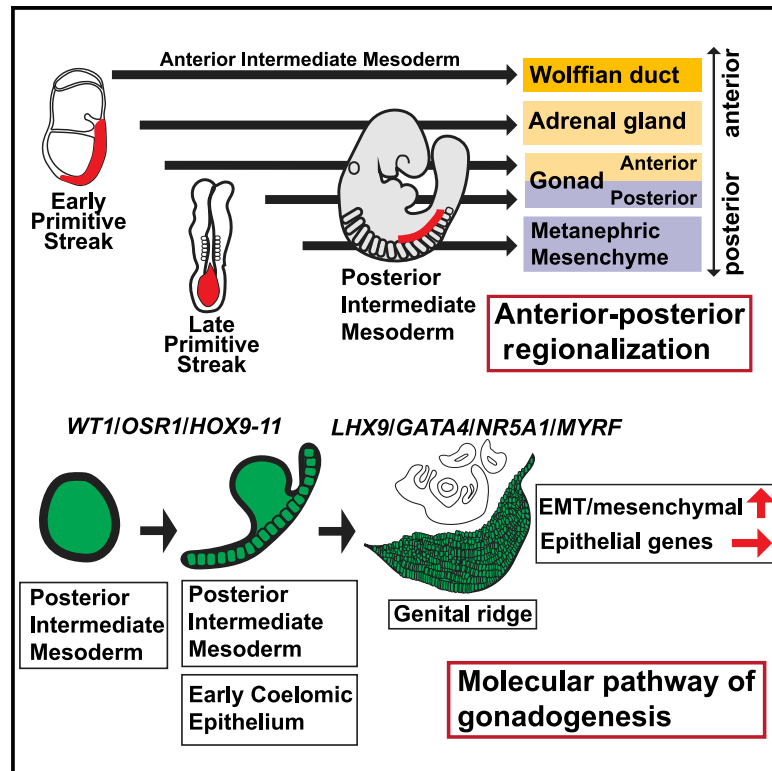 Anterior Intermediate Mesoderm
Wolffian duct
Adrenal gland
Gonad
Anterior
Posterior
Metanephric
Mesenchyme
anterior
posterior
Early
Primitive
Streak
Late
Primitive
Streak
Posterior
Intermediate
Mesoderm
Anterior-posterior
regionalization
WT1/OSR1/HOX9-11
LHX9/GATA4/NR5A1/MYRF
EMT/mesenchymal
Epithelial genes
Posterior
Intermediate
Mesoderm
Posterior
Intermediate
Mesoderm
Early Coelomic
Epithelium
Genital ridge
Molecular pathway of
gonadogenesis